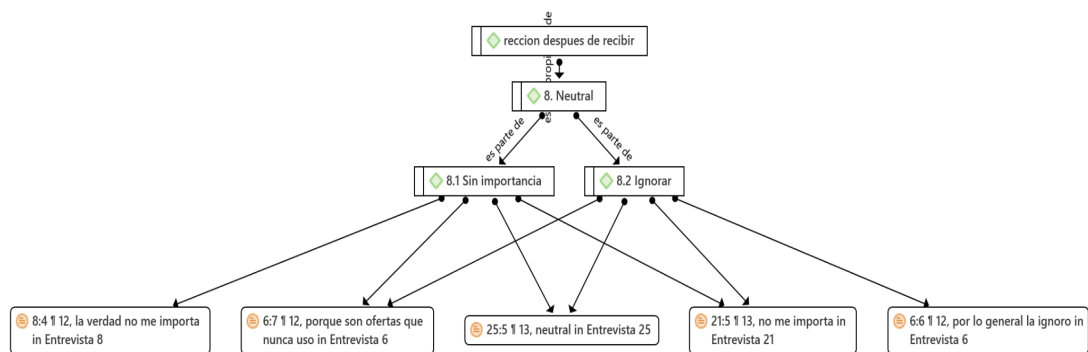 reccion despues de recibir
es propi de
8. Neutral
es parte de
es parte de
8.1 Sin importancia
8.2 Ignorar
8:4 ¶ 12, la verdad no me importa
in Entrevista 8
6:7 ¶ 12, porque son ofertas que
nunca uso in Entrevista 6
25:5 ¶ 13, neutral in Entrevista 25
21:5 ¶ 13, no me importa in
Entrevista 21
6:6 ¶ 12, por lo general la ignoro in
Entrevista 6